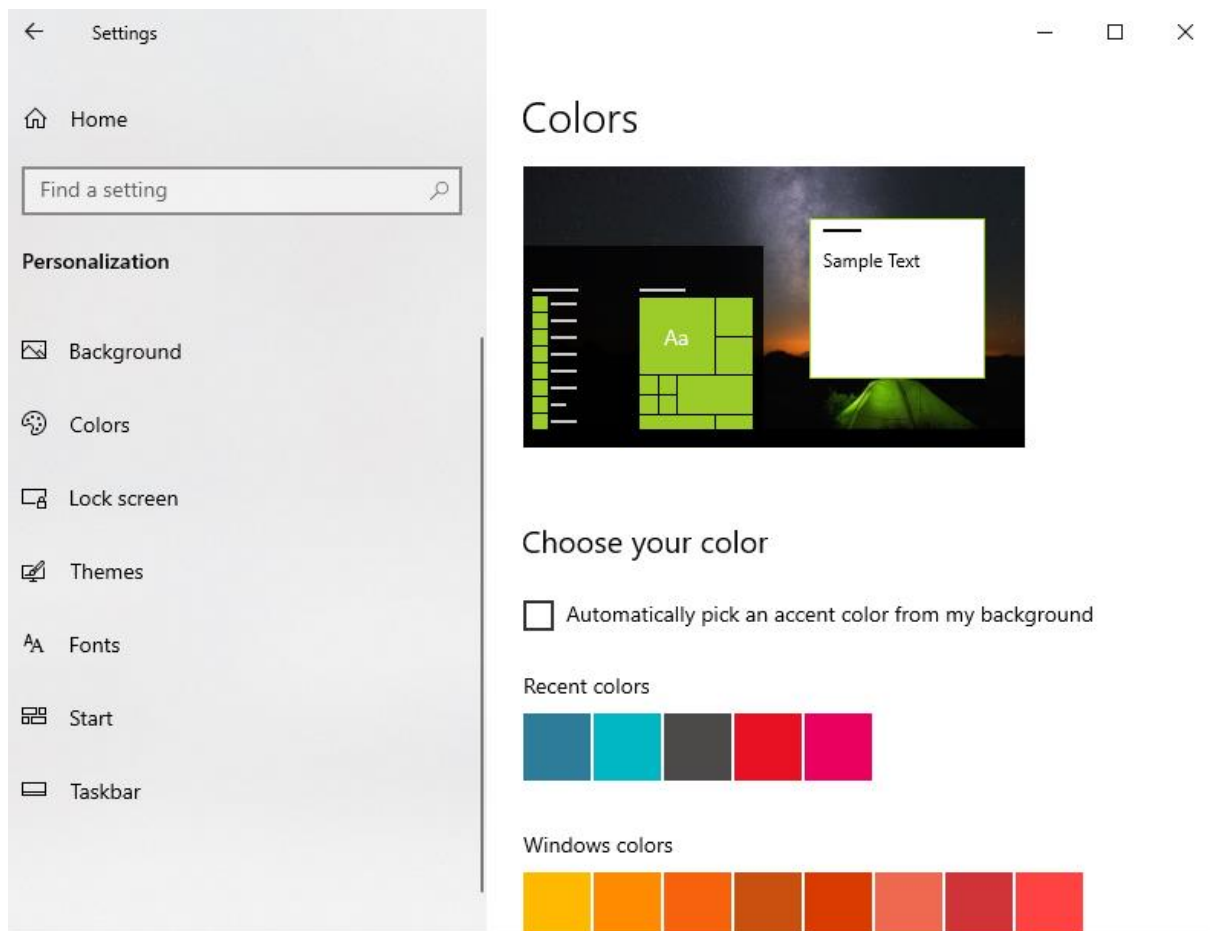 Settings
Home
Find a setting
Personalization
Background
Colors
Lock screen
Themes
Fonts
Start
Taskbar
Colors
Sample Text
Aa
Choose your color
Automatically pick an accent color from my background
Recent colors
Windows colors